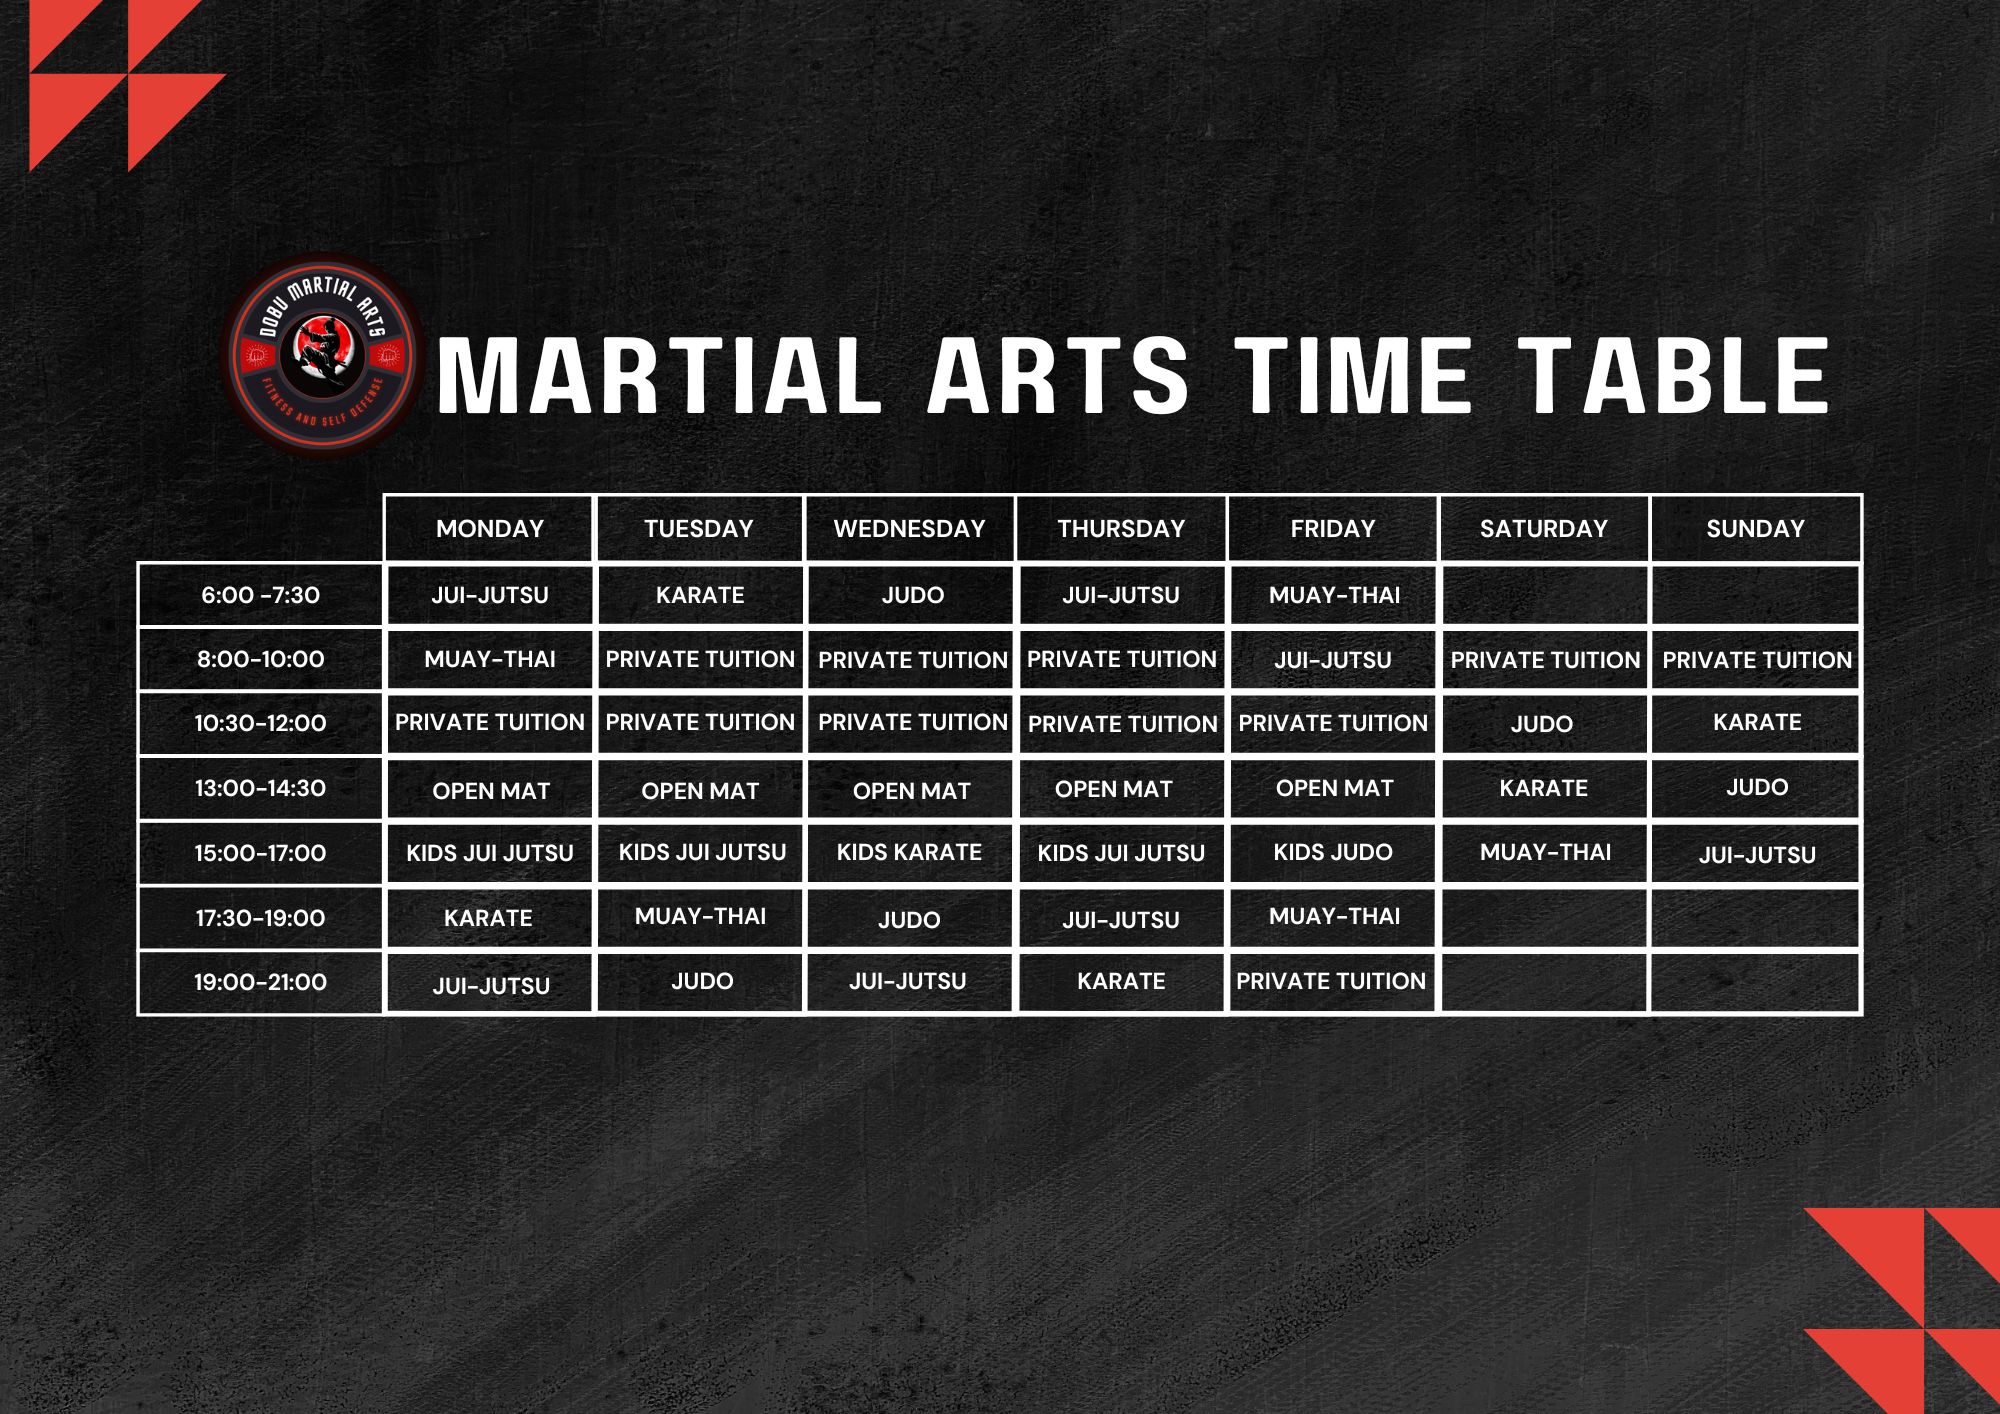 DOBU MARTIAL ARTS
FITNESS AND SELF DEFENSE
MARTIAL ARTS TIME TABLE
MONDAY TUESDAY WEDNESDAY THURSDAY FRIDAY SATURDAY SUNDAY
6:00 -7:30 JUI-JUTSU KARATE JUDO JUI-JUTSU MUAY-THAI
8:00-10:00 MUAY-THAI PRIVATE TUITION PRIVATE TUITION PRIVATE TUITION JUI-JUTSU PRIVATE TUITION PRIVATE TUITION
10:30-12:00 PRIVATE TUITION PRIVATE TUITION PRIVATE TUITION PRIVATE TUITION PRIVATE TUITION JUDO KARATE
13:00-14:30 OPEN MAT OPEN MAT OPEN MAT OPEN MAT OPEN MAT KARATE JUDO
15:00-17:00 KIDS JUI JUTSU KIDS JUI JUTSU KIDS KARATE KIDS JUI JUTSU KIDS JUDO MUAY-THAI JUI-JUTSU
17:30-19:00 KARATE MUAY-THAI JUDO JUI-JUTSU MUAY-THAI
19:00-21:00 JUI-JUTSU JUDO JUI-JUTSU KARATE PRIVATE TUITION